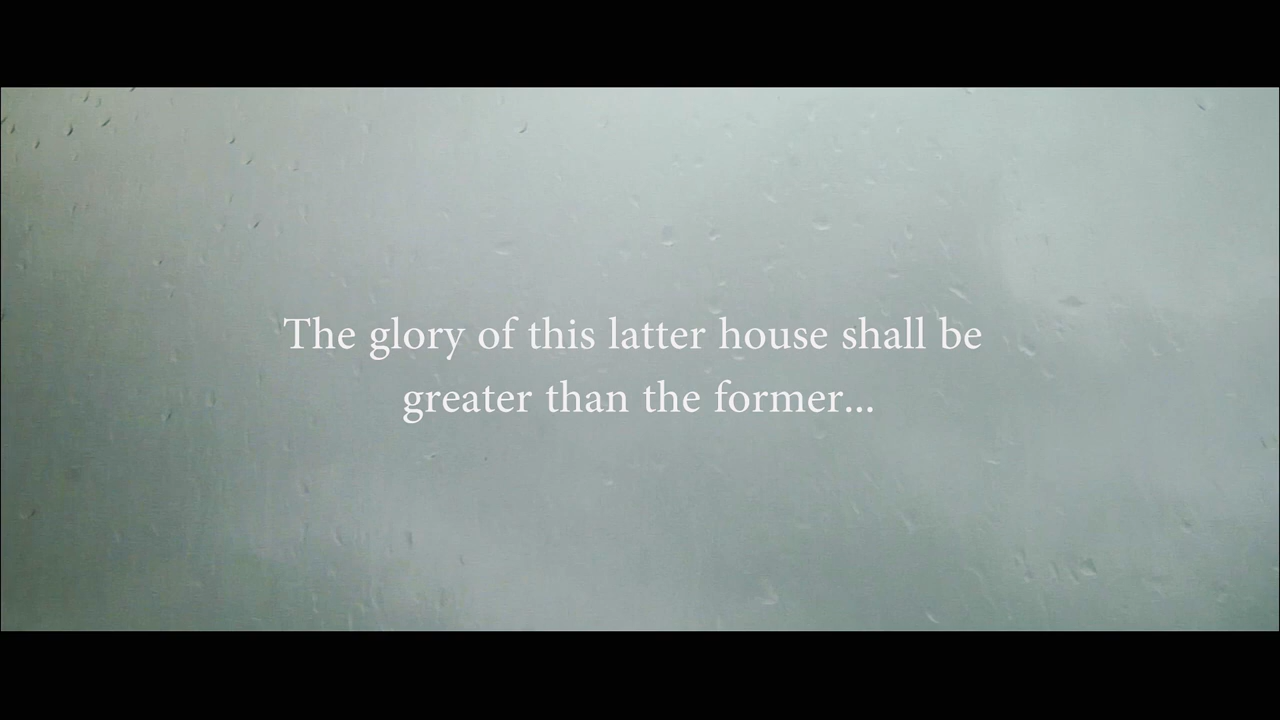 The glory of this latter house shall be
greater than the former...